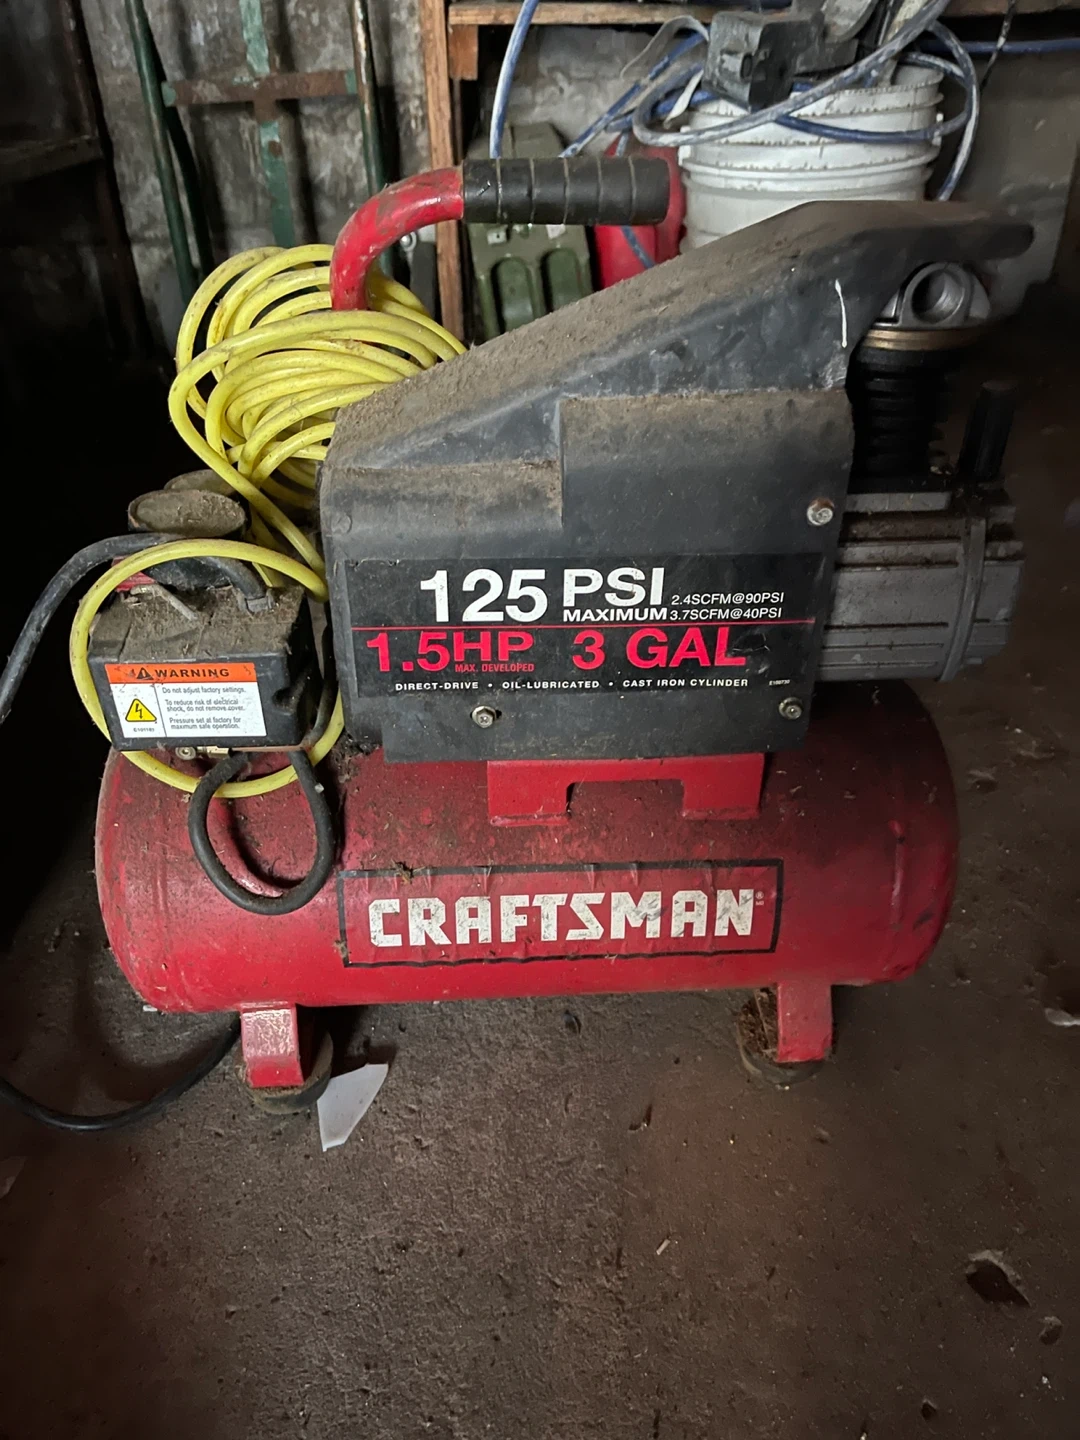 125 PSI 2.4SCFM@90PSI
MAXIMUM 3.7SCFM@40PSI
1.5HP MAX. DEVELOPED 3 GAL
DIRECT-DRIVE • OIL-LUBRICATED • CAST IRON CYLINDER
WARNING
Do not adjust factory settings.
To reduce risk of electrical
shock, do not remove cover.
Pressure set at factory for
maximum safe operation.
CRAFTSMAN®